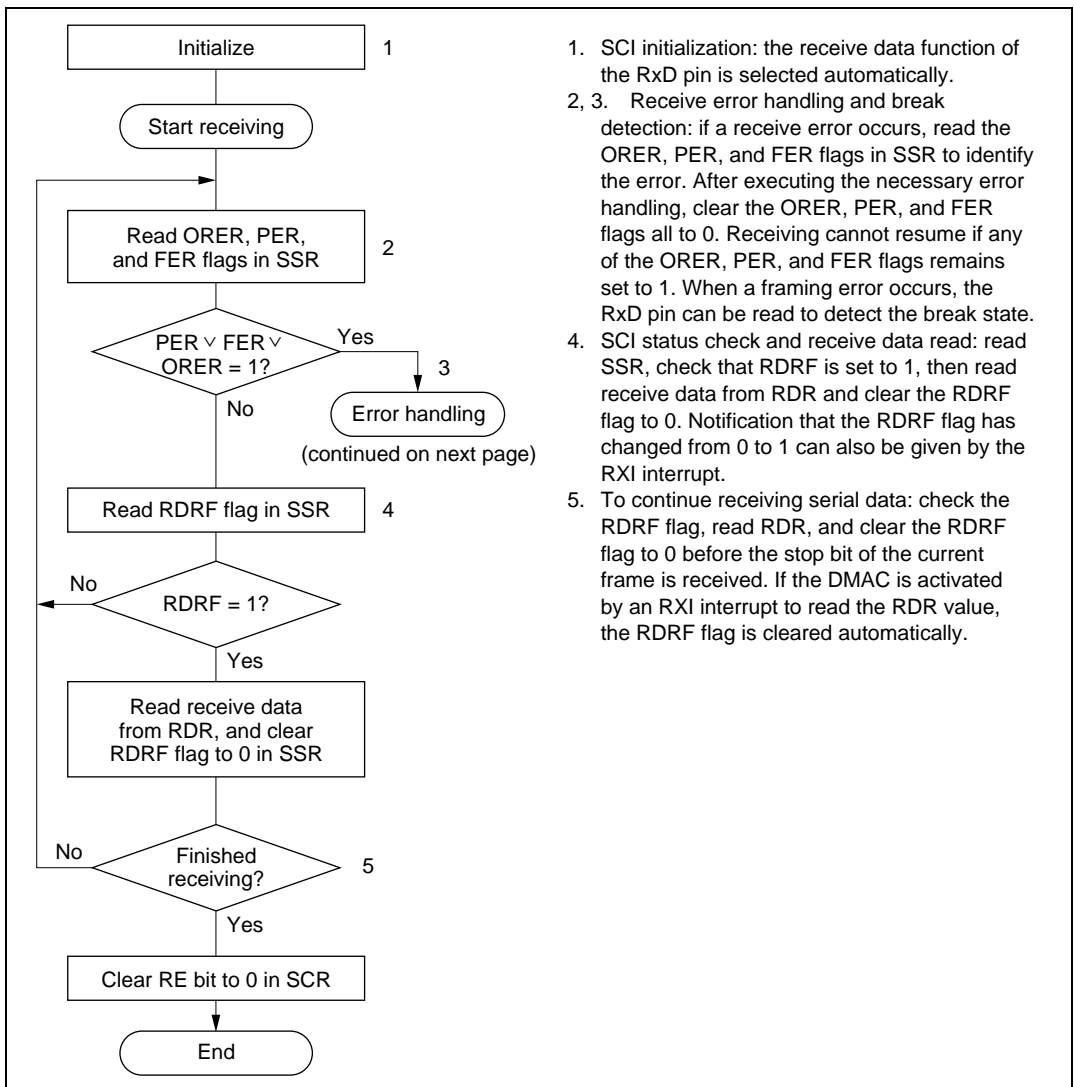 Initialize
1
Start receiving
Read ORER, PER,
and FER flags in SSR
2
PER ∨ FER ∨
ORER = 1?
Yes
3
No
Error handling
(continued on next page)
Read RDRF flag in SSR
4
No
RDRF = 1?
Yes
Read receive data
from RDR, and clear
RDRF flag to 0 in SSR
No
Finished
receiving?
5
Yes
Clear RE bit to 0 in SCR
End
1. SCI initialization: the receive data function of
the RxD pin is selected automatically.
2, 3. Receive error handling and break
detection: if a receive error occurs, read the
ORER, PER, and FER flags in SSR to identify
the error. After executing the necessary error
handling, clear the ORER, PER, and FER
flags all to 0. Receiving cannot resume if any
of the ORER, PER, and FER flags remains
set to 1. When a framing error occurs, the
RxD pin can be read to detect the break state.
4. SCI status check and receive data read: read
SSR, check that RDRF is set to 1, then read
receive data from RDR and clear the RDRF
flag to 0. Notification that the RDRF flag has
changed from 0 to 1 can also be given by the
RXI interrupt.
5. To continue receiving serial data: check the
RDRF flag, read RDR, and clear the RDRF
flag to 0 before the stop bit of the current
frame is received. If the DMAC is activated
by an RXI interrupt to read the RDR value,
the RDRF flag is cleared automatically.